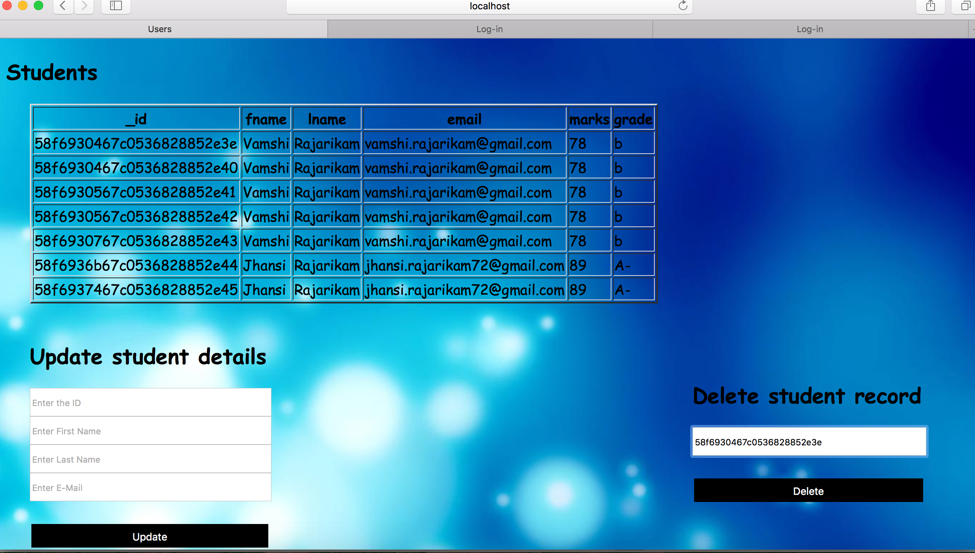 localhost
Users Log-in Log-in
Students
_id fname lname email marks grade
58f6930467c0536828852e3e Vamshi Rajarikam vamshi.rajarikam@gmail.com 78 b
58f6930467c0536828852e40 Vamshi Rajarikam vamshi.rajarikam@gmail.com 78 b
58f6930567c0536828852e41 Vamshi Rajarikam vamshi.rajarikam@gmail.com 78 b
58f6930567c0536828852e42 Vamshi Rajarikam vamshi.rajarikam@gmail.com 78 b
58f6930767c0536828852e43 Vamshi Rajarikam vamshi.rajarikam@gmail.com 78 b
58f6936b67c0536828852e44 Jhansi Rajarikam jhansi.rajarikam72@gmail.com 89 A-
58f6937467c0536828852e45 Jhansi Rajarikam jhansi.rajarikam72@gmail.com 89 A-
Update student details
Enter the ID
Enter First Name
Enter Last Name
Enter E-Mail
Update
Delete student record
58f6930467c0536828852e3e
Delete